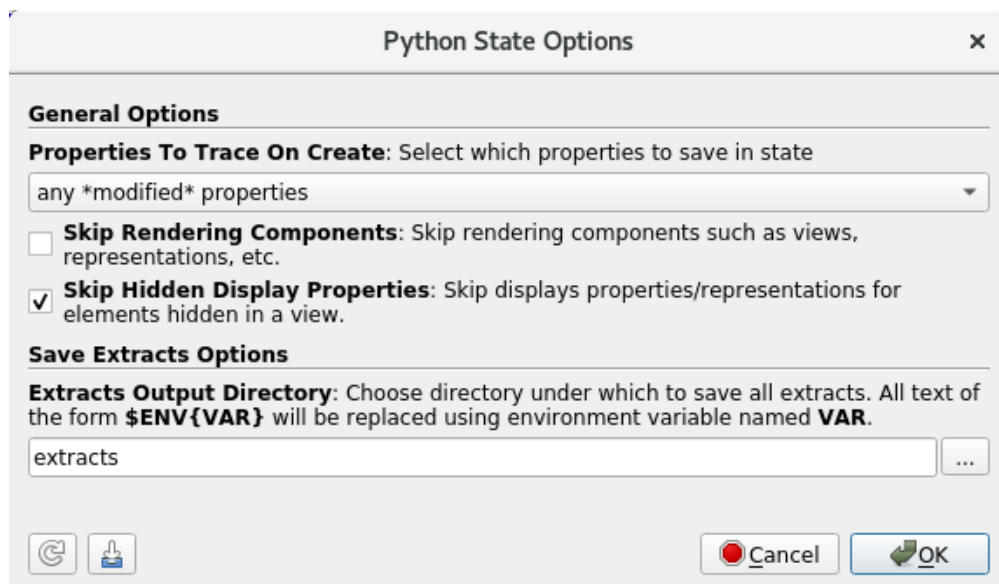 Python State Options
General Options
Properties To Trace On Create: Select which properties to save in state
any *modified* properties
Skip Rendering Components: Skip rendering components such as views,
representations, etc.
Skip Hidden Display Properties: Skip displays properties/representations for
elements hidden in a view.
Save Extracts Options
Extracts Output Directory: Choose directory under which to save all extracts. All text of
the form $ENV{VAR} will be replaced using environment variable named VAR.
extracts
...
Cancel
OK